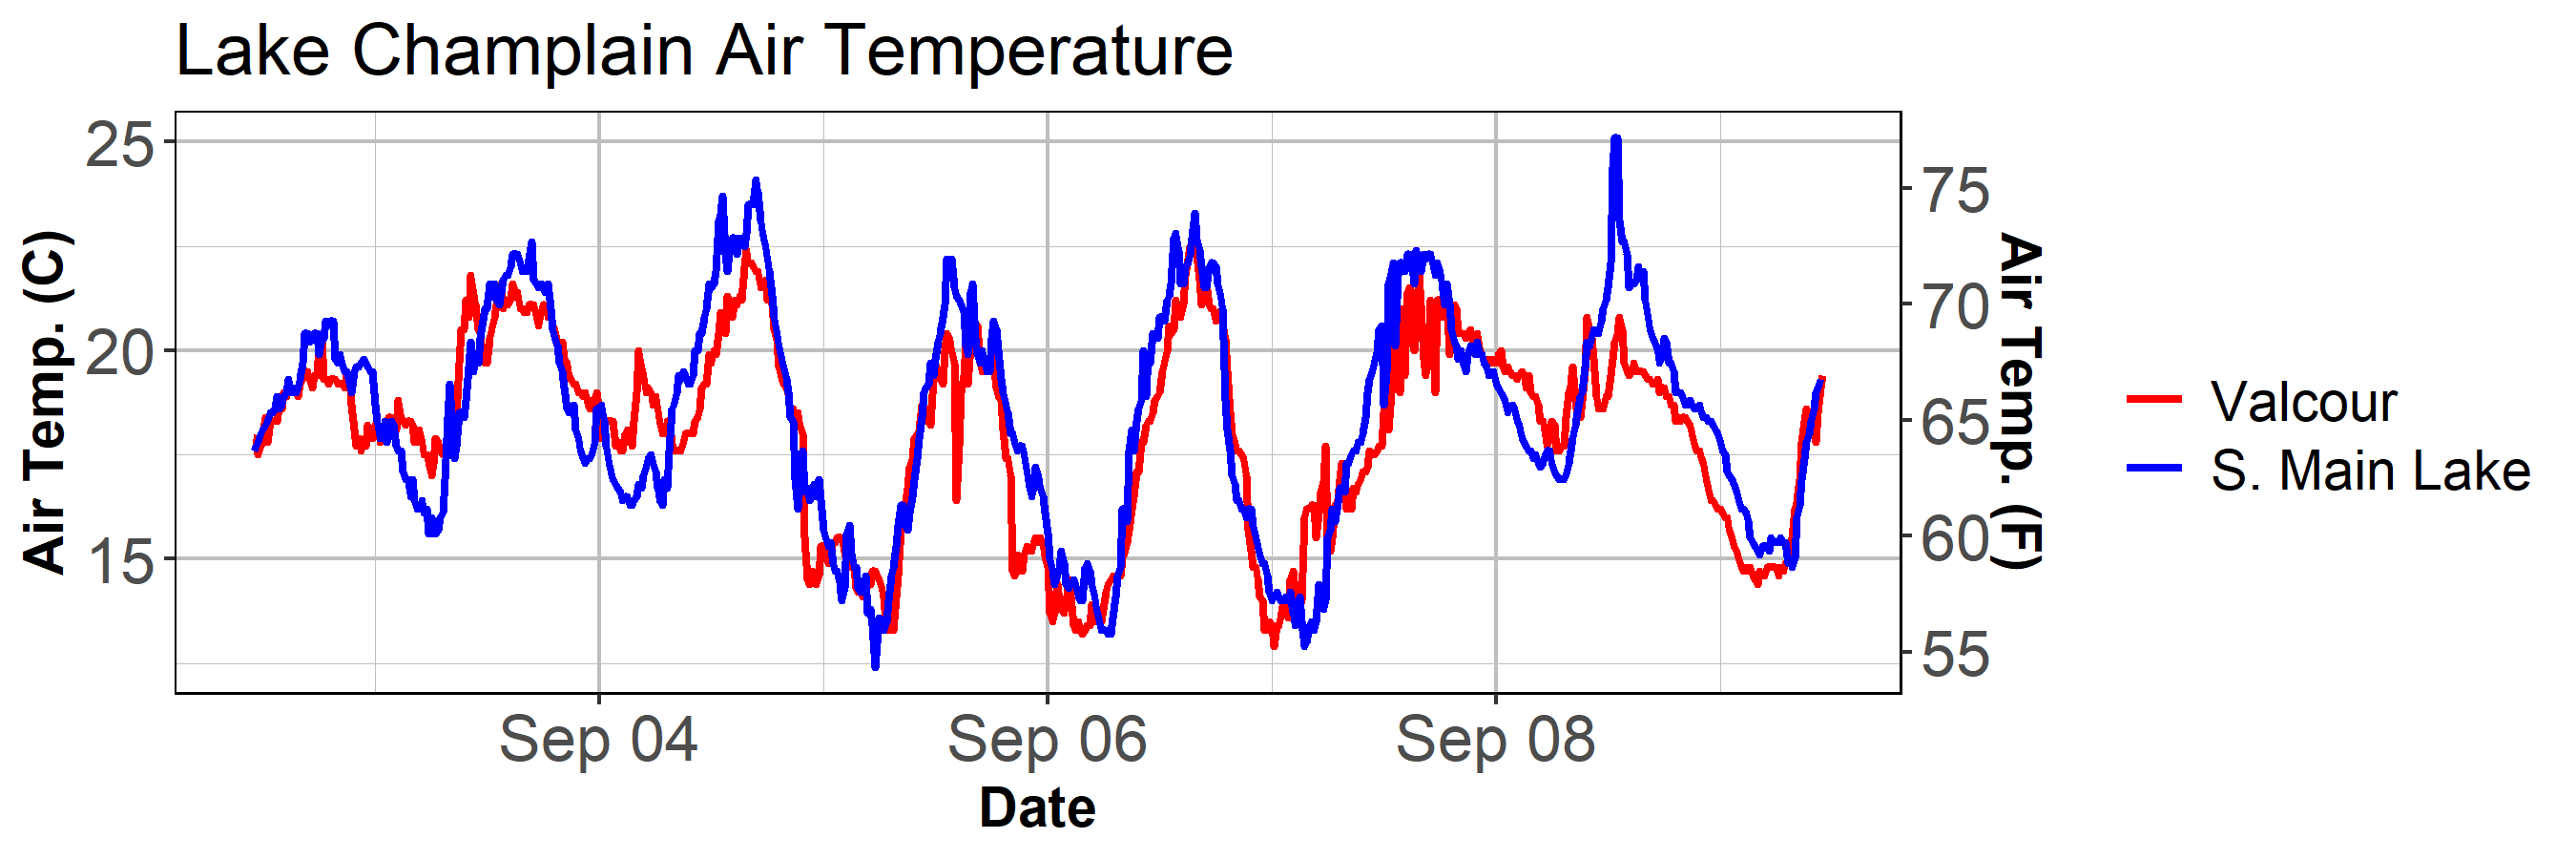 Lake Champlain Air Temperature
Air Temp. (C)
25
20
15
75
70
65
60
55
Air Temp. (F)
Sep 04 Sep 06 Sep 08
Date
Valcour
S. Main Lake